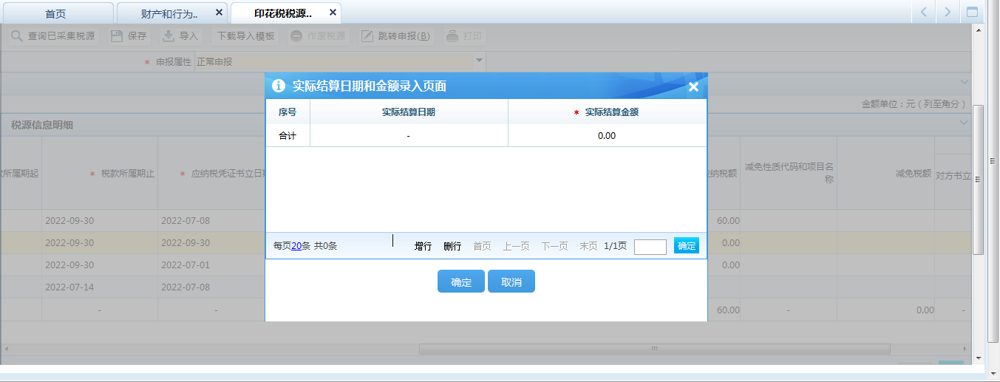 首页 财产和行为.. 印花税税源..
查询已采集税源 保存 导入 下载导入模板 作废税源 跳转申报(B) 打印
* 申报属性 正常申报
实际结算日期和金额录入页面
金额单位：元（列至角分）
序号 实际结算日期 * 实际结算金额
税源信息明细
合计 - 0.00
款所属期起 * 税款所属期止 * 应纳税凭证书立日期 应纳税额 减免性质代码和项目名称 减免税额 对方书立
2022-09-30 2022-07-08 60.00
2022-09-30 2022-09-30 0.00
每页20条 共0条 增行 删行 首页 上一页 下一页 末页 1/1页 确定
2022-09-30 2022-07-01 0.00
确定 取消
2022-07-14 2022-07-08
- - 60.00 - 0.00 -